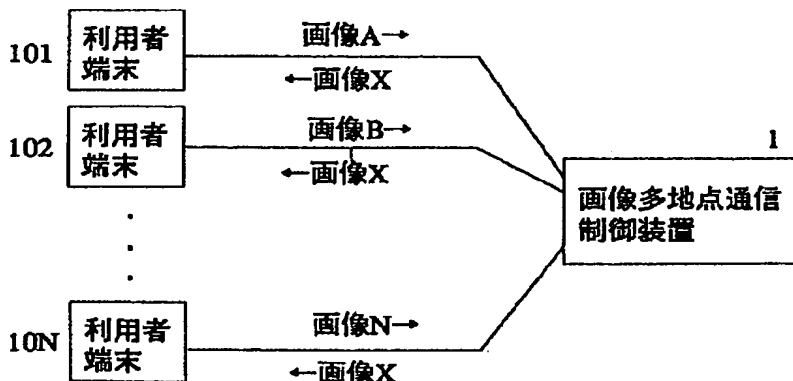 101
利用者
端末
画像A→
←画像X
102
利用者
端末
画像B→
←画像X
1
画像多地点通信
制御装置
10N
利用者
端末
画像N→
←画像X